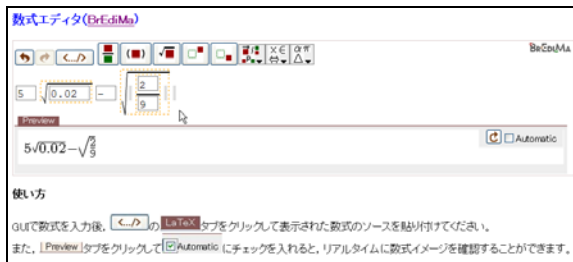 数式エディタ(BrEdiMa)
<.../>
BrEdiMa
5 √0.02 − √2/9
Preview
5√0.02−√2/9
Automatic
使い方
GUIで数式を入力後, <.../> の LaTeX タブをクリックして表示された数式のソースを貼り付けてください。
また, Preview タブをクリックして Automatic にチェックを入れると, リアルタイムに数式イメージを確認することができます。